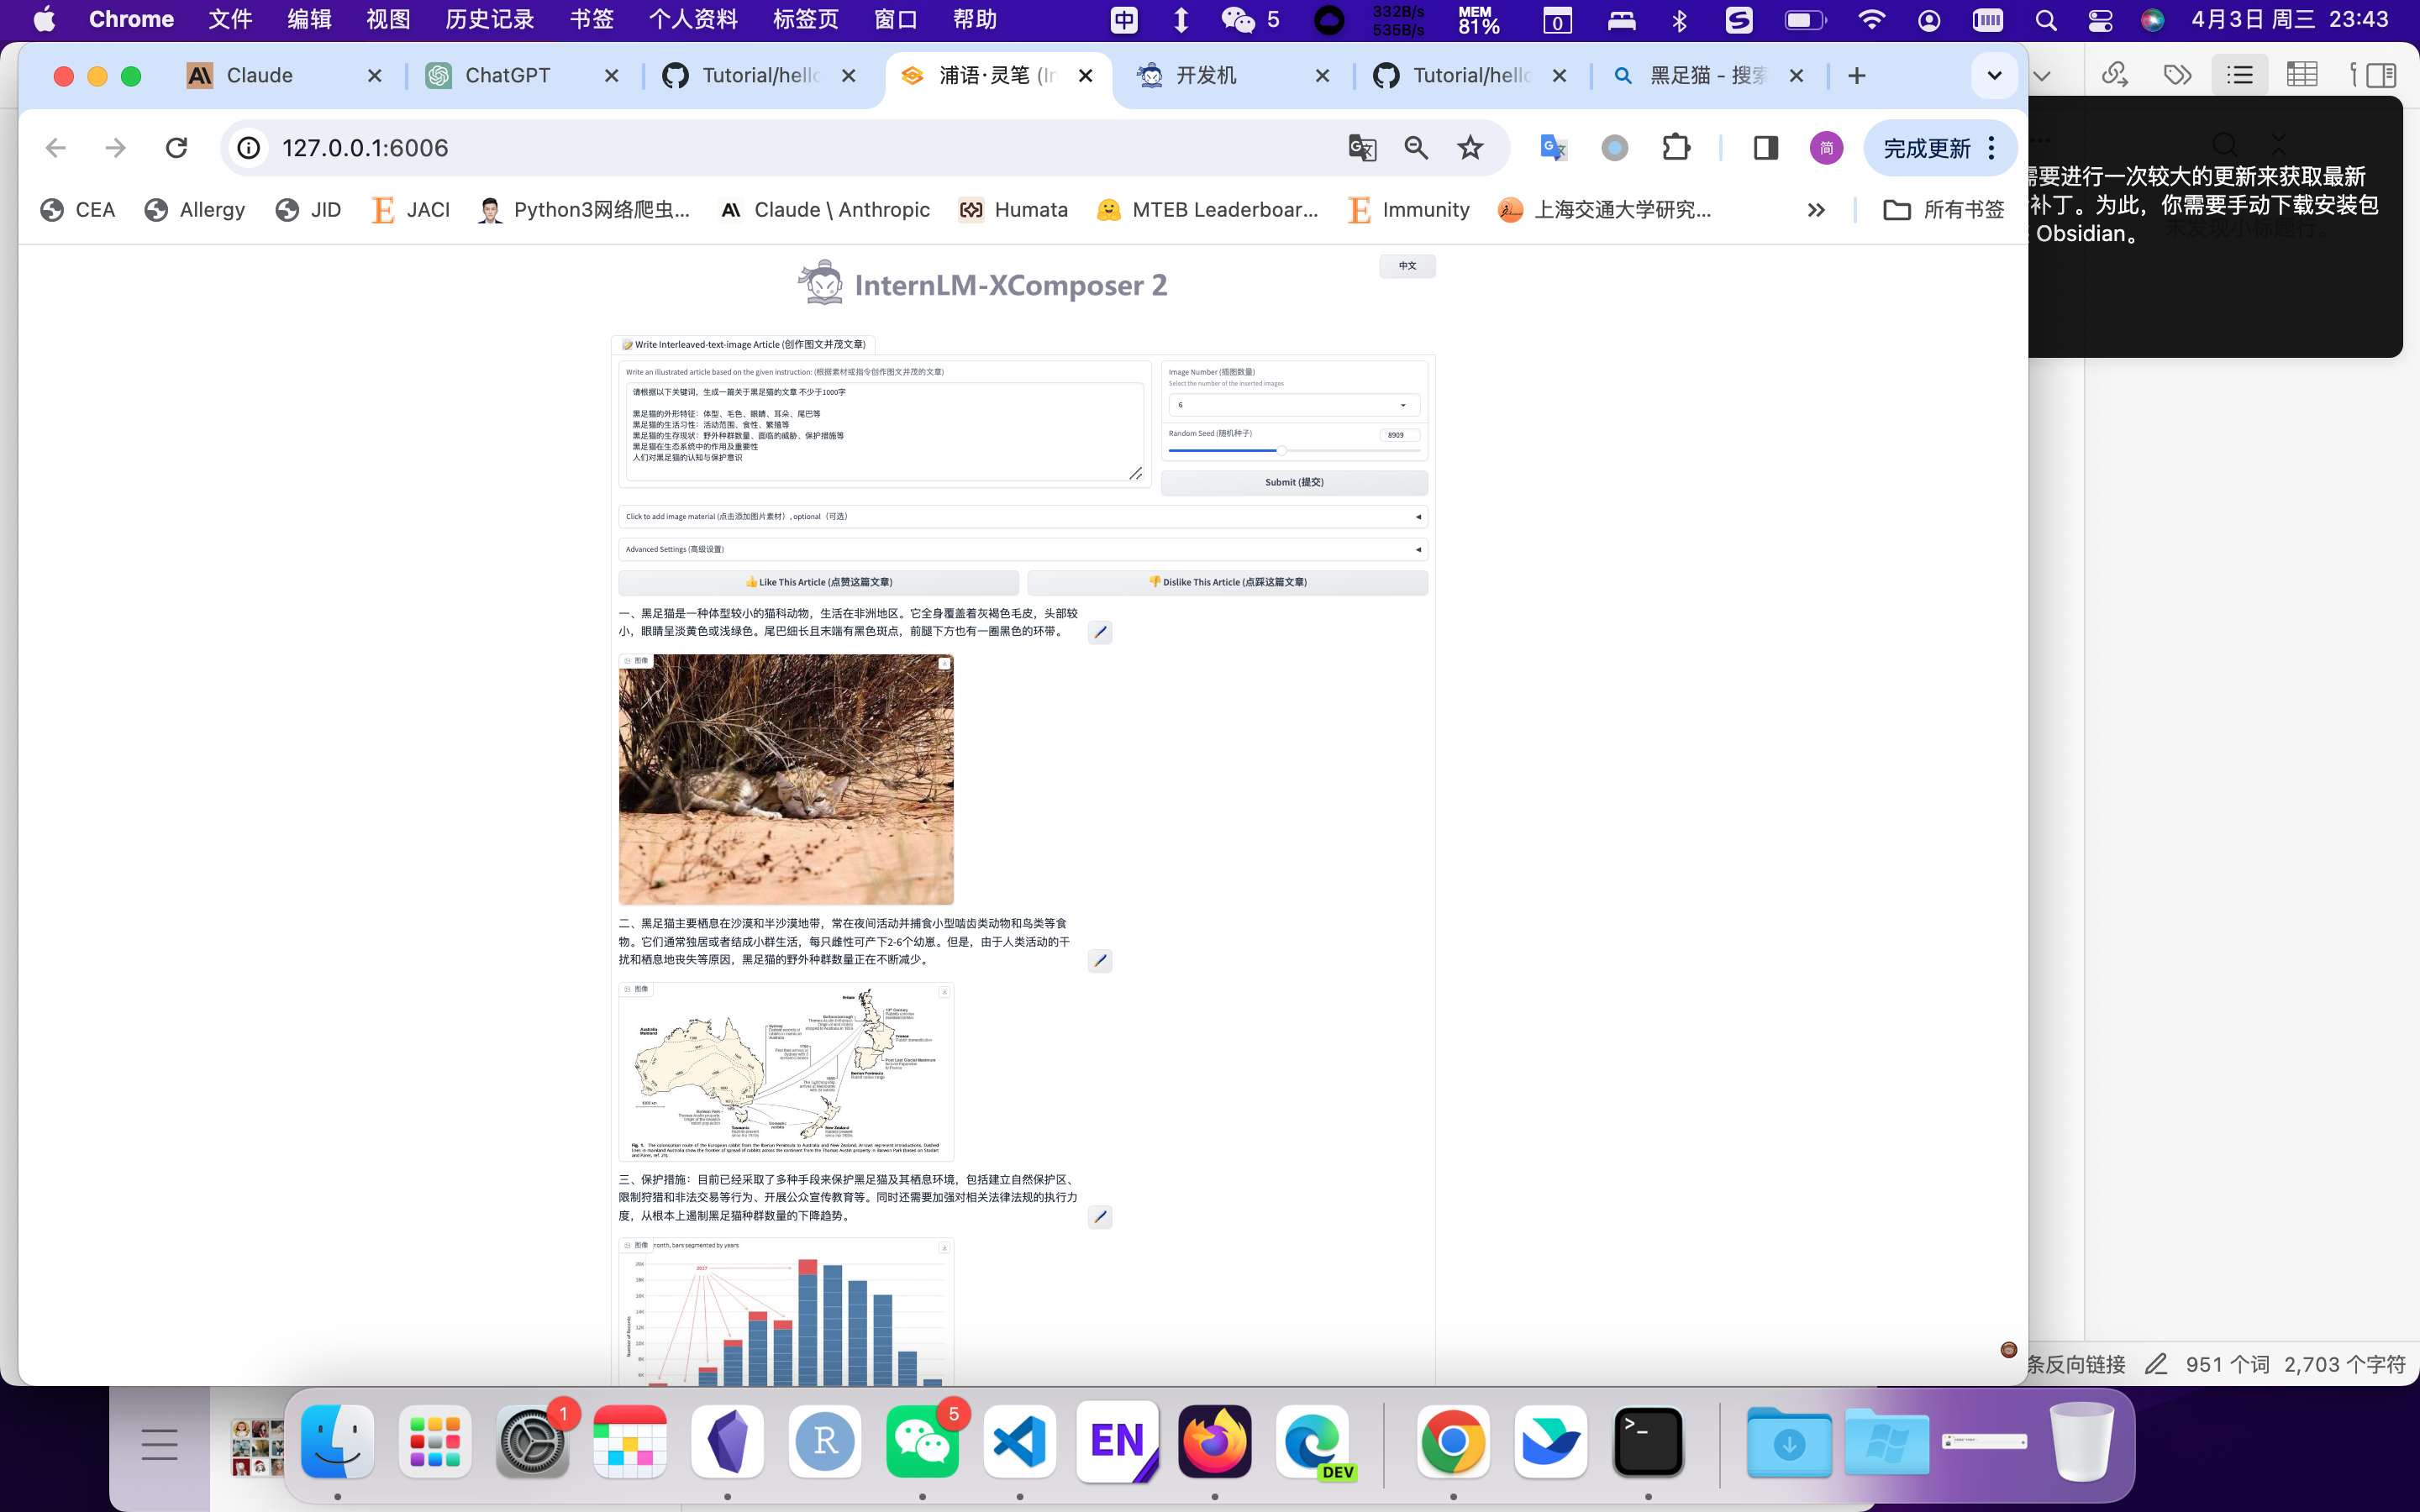 Chrome 文件 编辑 视图 历史记录 书签 个人资料 标签页 窗口 帮助
中 5 332B/s 535B/s MEM 81% 0 4月3日 周三 23:43
Claude ChatGPT Tutorial/hello 浦语·灵笔 (In 开发机 Tutorial/hello 黑足猫 - 搜索
127.0.0.1:6006
简 完成更新
CEA Allergy JID JACI Python3网络爬虫... Claude \ Anthropic Humata MTEB Leaderboar... Immunity 上海交通大学研究... 所有书签
需要进行一次较大的更新来获取最新
补丁。为此，你需要手动下载安装包
Obsidian。
未发现小标题行。
InternLM-XComposer 2
中文
Write Interleaved-text-image Article (创作图文并茂文章)
Write an illustrated article based on the given instruction: (根据素材或指令创作图文并茂的文章)
请根据以下关键词，生成一篇关于黑足猫的文章 不少于1000字
黑足猫的外形特征：体型、毛色、眼睛、耳朵、尾巴等
黑足猫的生活习性：活动范围、食性、繁殖等
黑足猫的生存现状：野外种群数量、面临的威胁、保护措施等
黑足猫在生态系统中的作用及重要性
人们对黑足猫的认知与保护意识
Image Number (插图数量)
Select the number of the inserted images
6
Random Seed (随机种子)
8909
Submit (提交)
Click to add image material (点击添加图片素材）, optional（可选）
Advanced Settings (高级设置)
Like This Article (点赞这篇文章)
Dislike This Article (点踩这篇文章)
一、黑足猫是一种体型较小的猫科动物，生活在非洲地区。它全身覆盖着灰褐色毛皮，头部较
小，眼睛呈淡黄色或浅绿色。尾巴细长且末端有黑色斑点，前腿下方也有一圈黑色的环带。
图像
二、黑足猫主要栖息在沙漠和半沙漠地带，常在夜间活动并捕食小型啮齿类动物和鸟类等食
物。它们通常独居或者结成小群生活，每只雌性可产下2-6个幼崽。但是，由于人类活动的干
扰和栖息地丧失等原因，黑足猫的野外种群数量正在不断减少。
图像
Australia
Mainland
Britain
Sydney
France
Iberian Peninsula
Tasmania
New Zealand
三、保护措施：目前已经采取了多种手段来保护黑足猫及其栖息环境，包括建立自然保护区、
限制狩猎和非法交易等行为、开展公众宣传教育等。同时还需要加强对相关法律法规的执行力
度，从根本上遏制黑足猫种群数量的下降趋势。
图像
month, bars segmented by years
2017
20K
18K
16K
14K
12K
10K
8K
6K
Number of Records
条反向链接 951 个词 2,703 个字符
1
R
5
EN
DEV